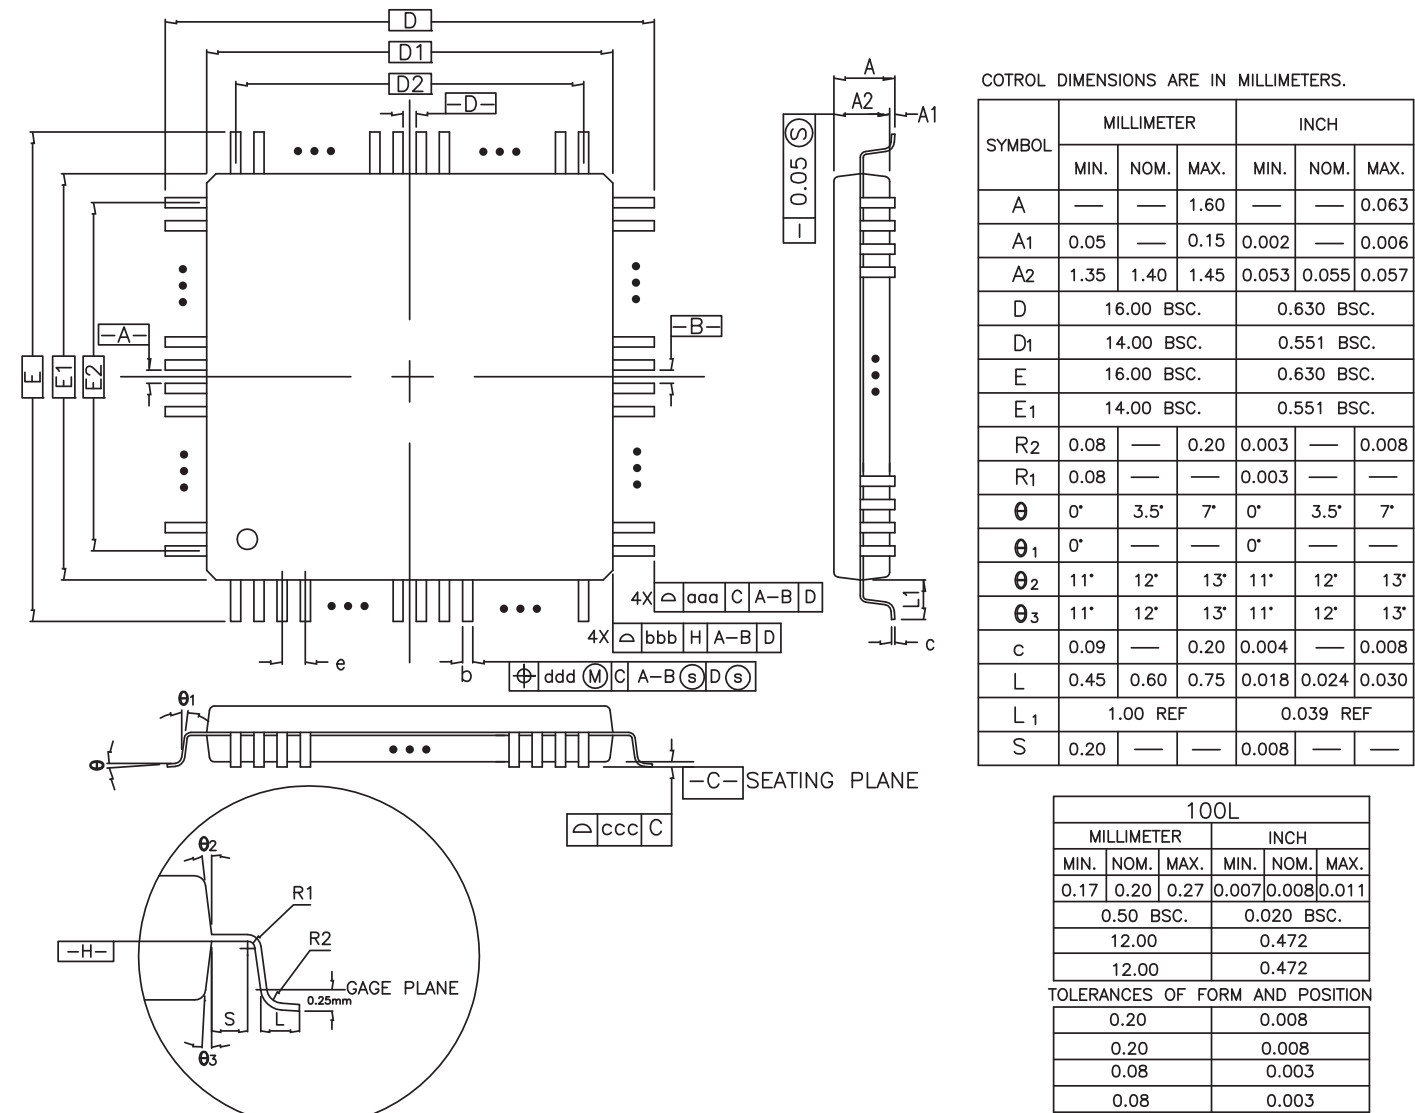 D
D1
D2
-D-
E
E1
E2
-A-
-B-
4X ⌓ aaa C A-B D
4X ⌓ bbb H A-B D
⌖ ddd Ⓜ C A-B ⓢ D ⓢ
e
b
A
A2
A1
— 0.05 Ⓢ
L1
c
θ1
θ
-C- SEATING PLANE
⌓ ccc C
θ2
R1
R2
-H-
GAGE PLANE
0.25mm
S
L
θ3
COTROL DIMENSIONS ARE IN MILLIMETERS.
SYMBOL MILLIMETER INCH
MIN. NOM. MAX. MIN. NOM. MAX.
A — — 1.60 — — 0.063
A1 0.05 — 0.15 0.002 — 0.006
A2 1.35 1.40 1.45 0.053 0.055 0.057
D 16.00 BSC. 0.630 BSC.
D1 14.00 BSC. 0.551 BSC.
E 16.00 BSC. 0.630 BSC.
E1 14.00 BSC. 0.551 BSC.
R2 0.08 — 0.20 0.003 — 0.008
R1 0.08 — — 0.003 — —
θ 0° 3.5° 7° 0° 3.5° 7°
θ1 0° — — 0° — —
θ2 11° 12° 13° 11° 12° 13°
θ3 11° 12° 13° 11° 12° 13°
c 0.09 — 0.20 0.004 — 0.008
L 0.45 0.60 0.75 0.018 0.024 0.030
L1 1.00 REF 0.039 REF
S 0.20 — — 0.008 — —
100L
MILLIMETER INCH
MIN. NOM. MAX. MIN. NOM. MAX.
0.17 0.20 0.27 0.007 0.008 0.011
0.50 BSC. 0.020 BSC.
12.00 0.472
12.00 0.472
TOLERANCES OF FORM AND POSITION
0.20 0.008
0.20 0.008
0.08 0.003
0.08 0.003